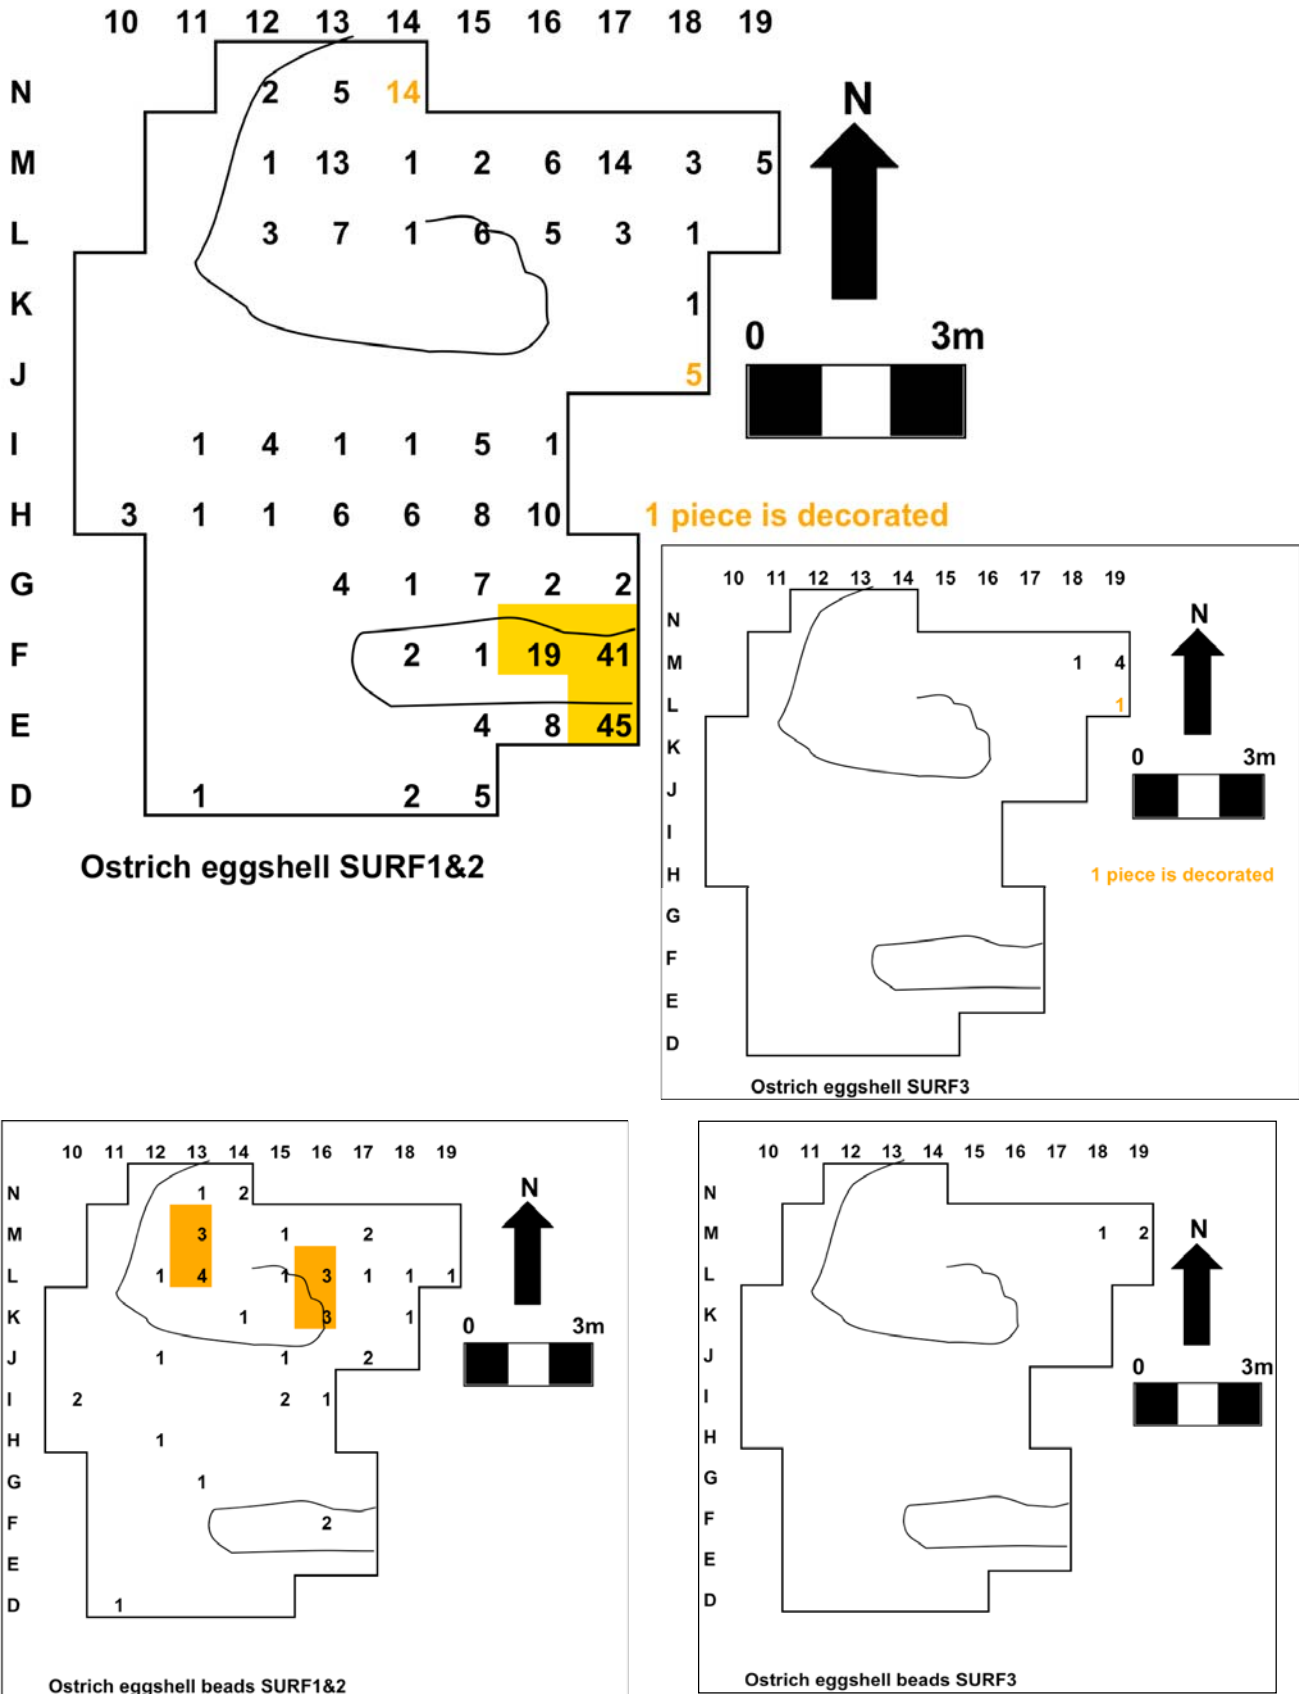 10 11 12 13 14 15 16 17 18 19
N 2 5 14 N
M 1 13 1 2 6 14 3 5
L 3 7 1 6 5 3 1
K 1
0 3m
J 5
I 1 4 1 1 5 1
H 3 1 1 6 6 8 10 1 piece is decorated
G 4 1 7 2 2
F 2 1 19 41
E 4 8 45
D 1 2 5
Ostrich eggshell SURF1&2
10 11 12 13 14 15 16 17 18 19
N N
M 1 4
L 1
K
0 3m
J
I
H 1 piece is decorated
G
F
E
D
Ostrich eggshell SURF3
10 11 12 13 14 15 16 17 18 19
N 1 2 N
M 3 1 2
L 1 4 1 3 1 1 1
K 1 3 1
0 3m
J 1 1 2
I 2 2 1
H 1
G 1
F 2
E
D 1
Ostrich eggshell beads SURF1&2
10 11 12 13 14 15 16 17 18 19
N
M 1 2 N
L
K
J 0 3m
I
H
G
F
E
D
Ostrich eggshell beads SURF3